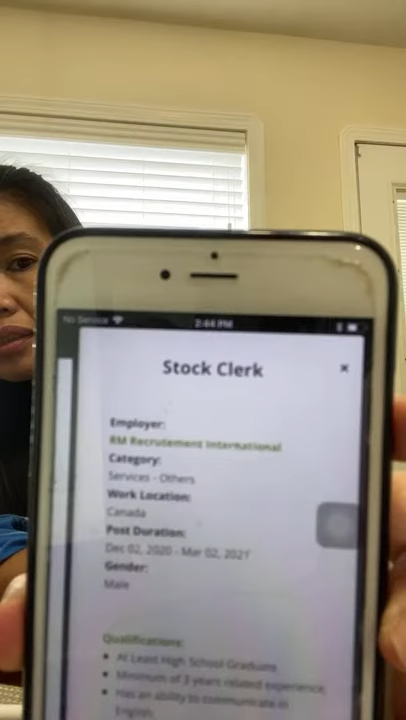 No Service
2:44 PM
Stock Clerk
×
Employer:
RM Recrutement International
Category:
Services - Others
Work Location:
Canada
Post Duration:
Dec 02, 2020 - Mar 02, 2021
Gender:
Male
Qualifications:
• At Least High School Graduate
• Minimum of 3 years related experience
• Has an ability to communicate in
English